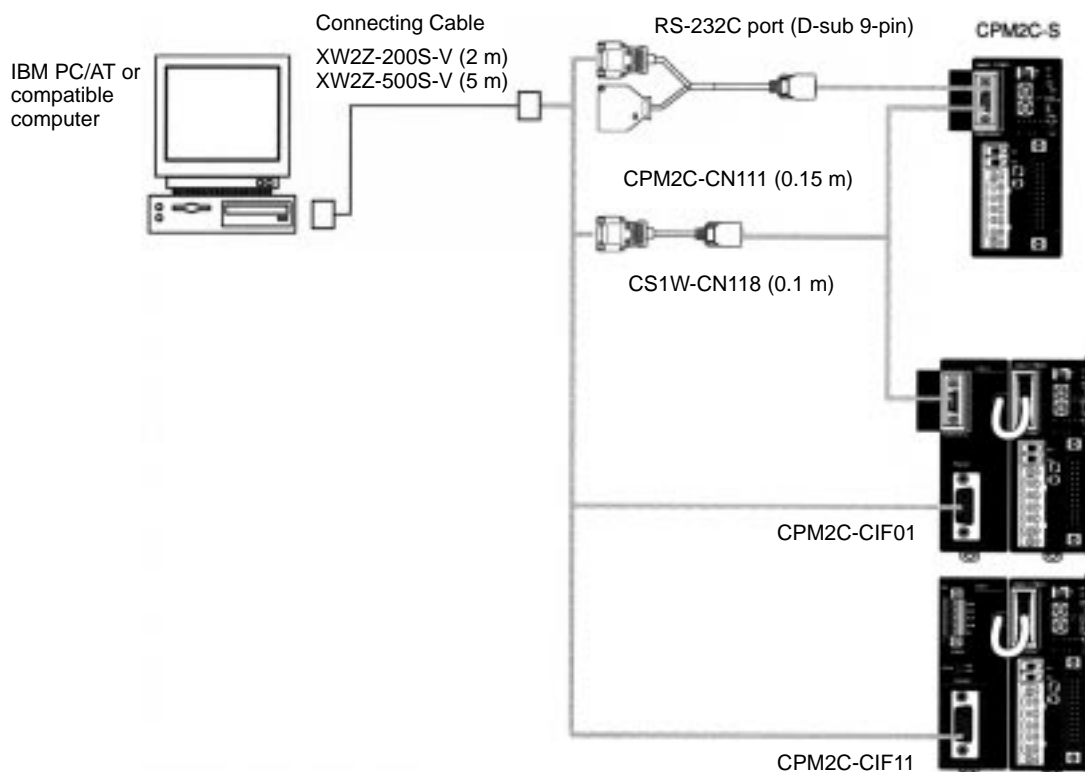 Connecting Cable
XW2Z-200S-V (2 m)
XW2Z-500S-V (5 m)
RS-232C port (D-sub 9-pin)
CPM2C-S
IBM PC/AT or
compatible
computer
CPM2C-CN111 (0.15 m)
CS1W-CN118 (0.1 m)
CPM2C-CIF01
CPM2C-CIF11